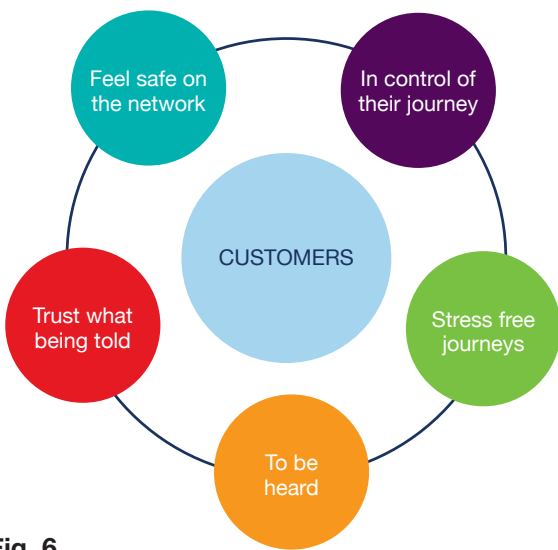 Feel safe on
the network
In control of
their journey
CUSTOMERS
Trust what
being told
Stress free
journeys
To be
heard
Fig. 6